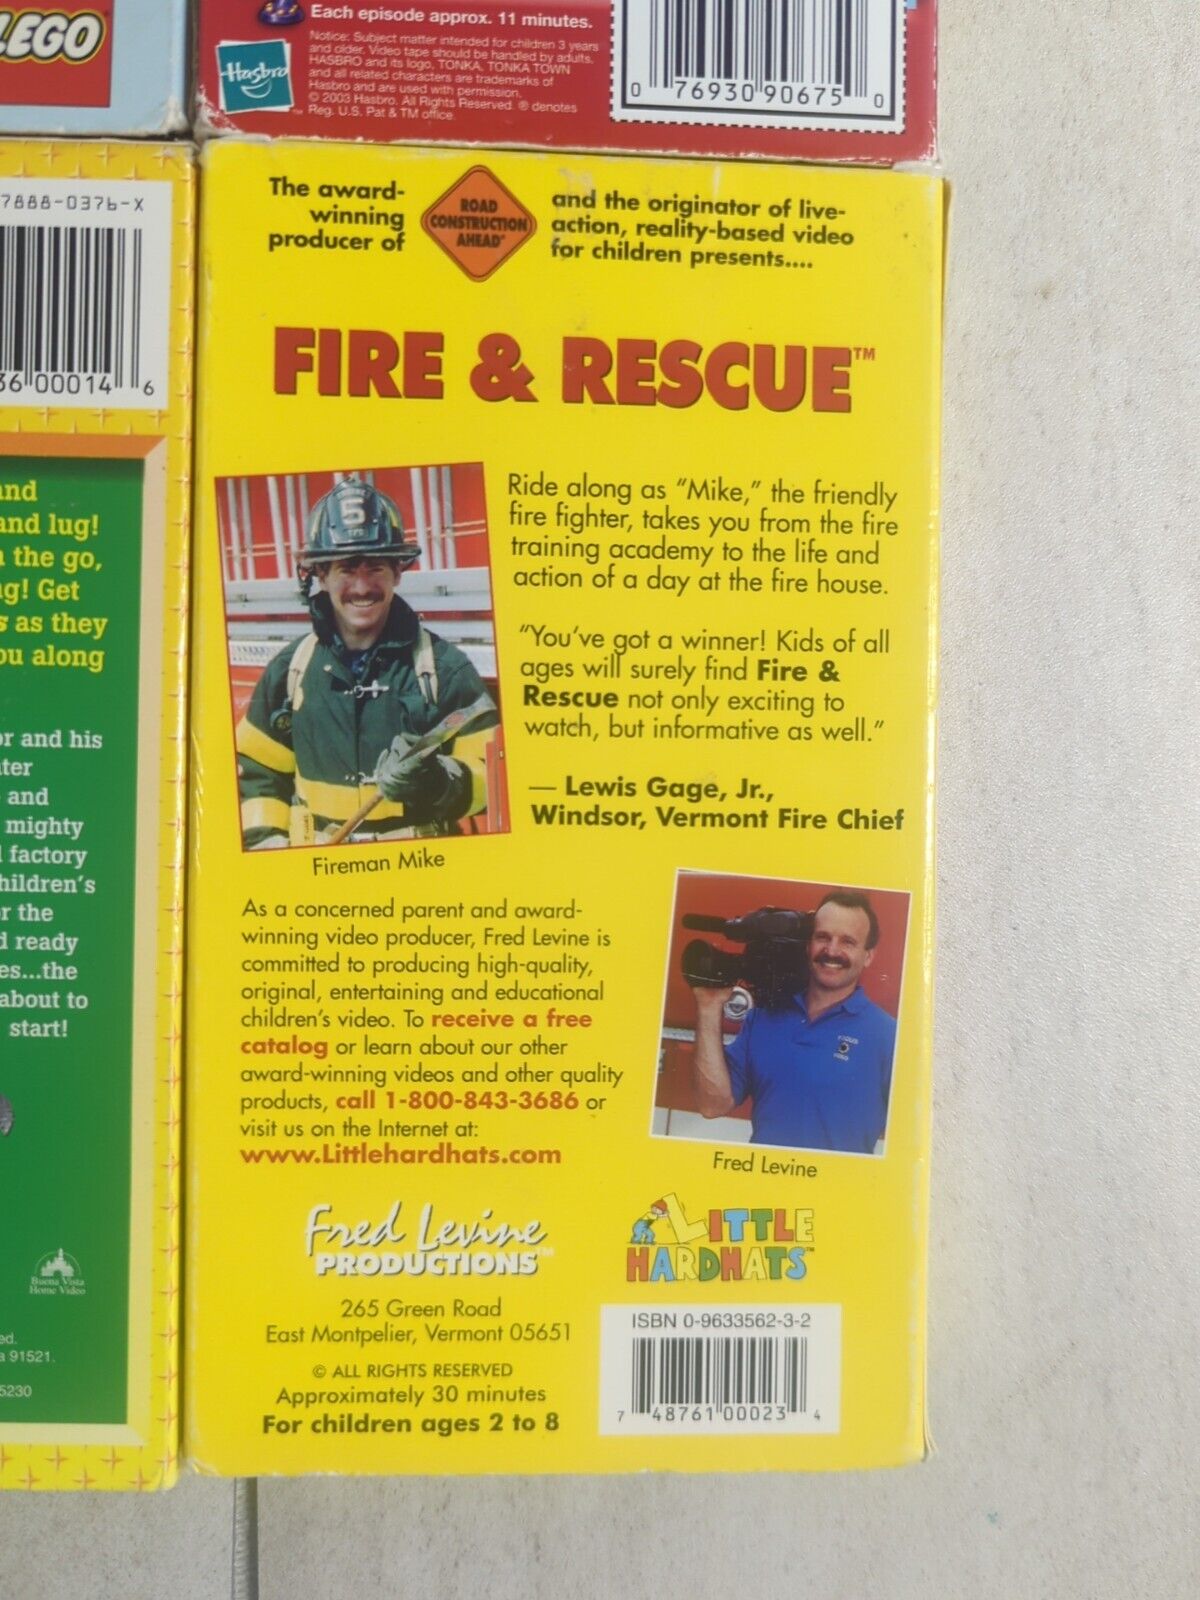 LEGO
Each episode approx. 11 minutes.
Notice: Subject matter intended for children 3 years
and older. Video tape should be handled by adults.
HASBRO and its logo, TONKA, TONKA TOWN
and all related characters are trademarks of
Hasbro and are used with permission.
© 2003 Hasbro. All Rights Reserved. ® denotes
Reg. U.S. Pat & TM office.
Hasbro
TM
0 76930 90675 0
7888-0376-X
36 00014 6
and
and lug!
the go,
Get
as they
you along
or and his
and
mighty
factory
children's
or the
ready
es...the
about to
start!
Buena Vista
Home Video
ed.
a 91521.
5230
The award-
winning
producer of
ROAD
CONSTRUCTION
AHEAD
and the originator of live-
action, reality-based video
for children presents....
FIRE & RESCUE™
Ride along as "Mike," the friendly
fire fighter, takes you from the fire
training academy to the life and
action of a day at the fire house.
"You've got a winner! Kids of all
ages will surely find Fire &
Rescue not only exciting to
watch, but informative as well."
— Lewis Gage, Jr.,
Windsor, Vermont Fire Chief
5
Fireman Mike
As a concerned parent and award-
winning video producer, Fred Levine is
committed to producing high-quality,
original, entertaining and educational
children's video. To receive a free
catalog or learn about our other
award-winning videos and other quality
products, call 1-800-843-3686 or
visit us on the Internet at:
www.Littlehardhats.com
Fred Levine
Fred Levine
PRODUCTIONS™
LITTLE
HARDHATS™
265 Green Road
East Montpelier, Vermont 05651
© ALL RIGHTS RESERVED
Approximately 30 minutes
For children ages 2 to 8
ISBN 0-9633562-3-2
7 48761 00023 4